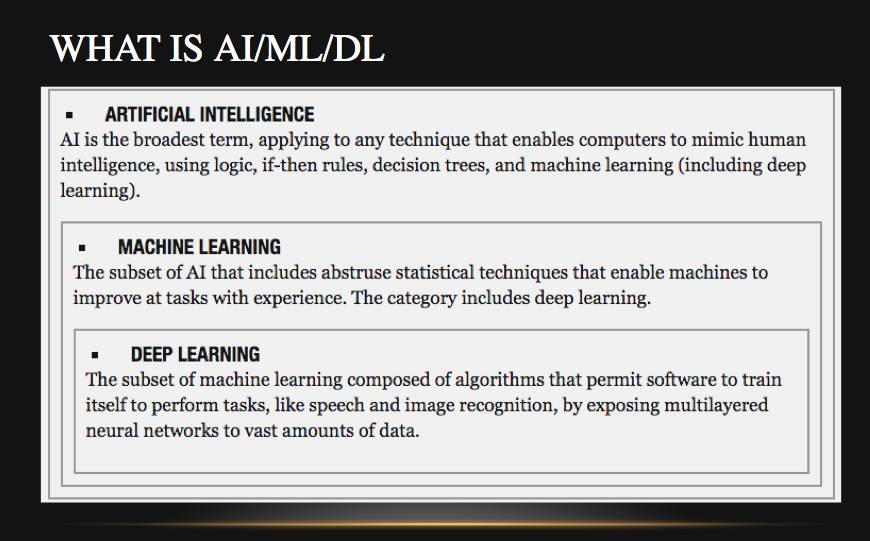 WHAT IS AI/ML/DL
▪ ARTIFICIAL INTELLIGENCE
AI is the broadest term, applying to any technique that enables computers to mimic human
intelligence, using logic, if-then rules, decision trees, and machine learning (including deep
learning).
▪ MACHINE LEARNING
The subset of AI that includes abstruse statistical techniques that enable machines to
improve at tasks with experience. The category includes deep learning.
▪ DEEP LEARNING
The subset of machine learning composed of algorithms that permit software to train
itself to perform tasks, like speech and image recognition, by exposing multilayered
neural networks to vast amounts of data.